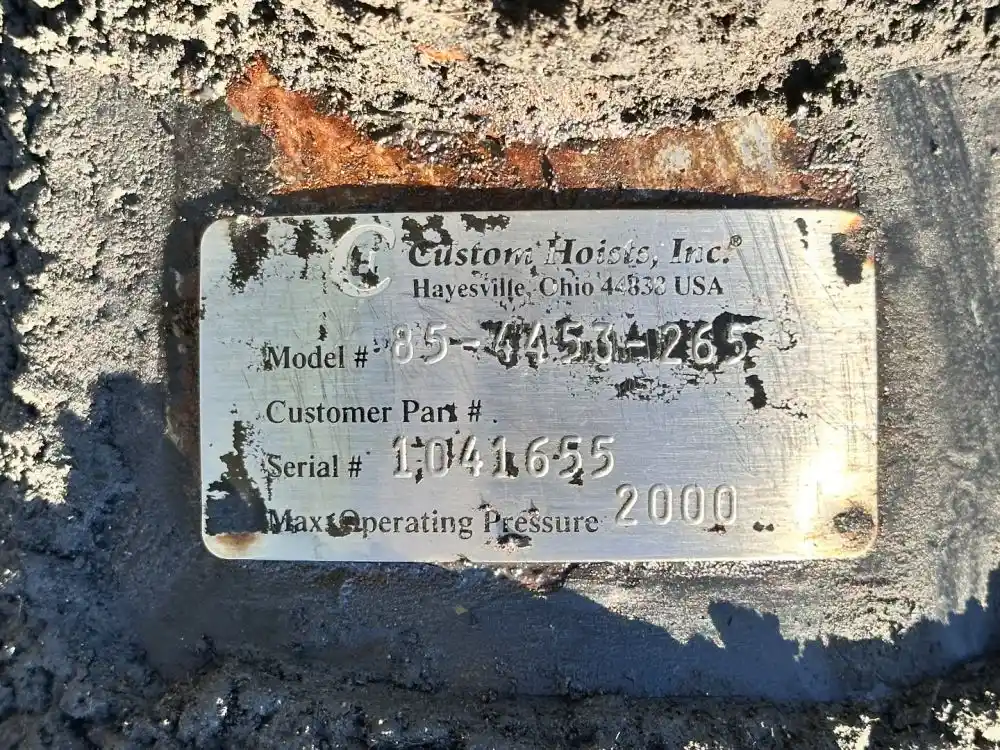 C Custom Hoists, Inc.®
Hayesville, Ohio 44838 USA
Model # 85-4453-265
Customer Part #
Serial # 1041655
Max. Operating Pressure 2000